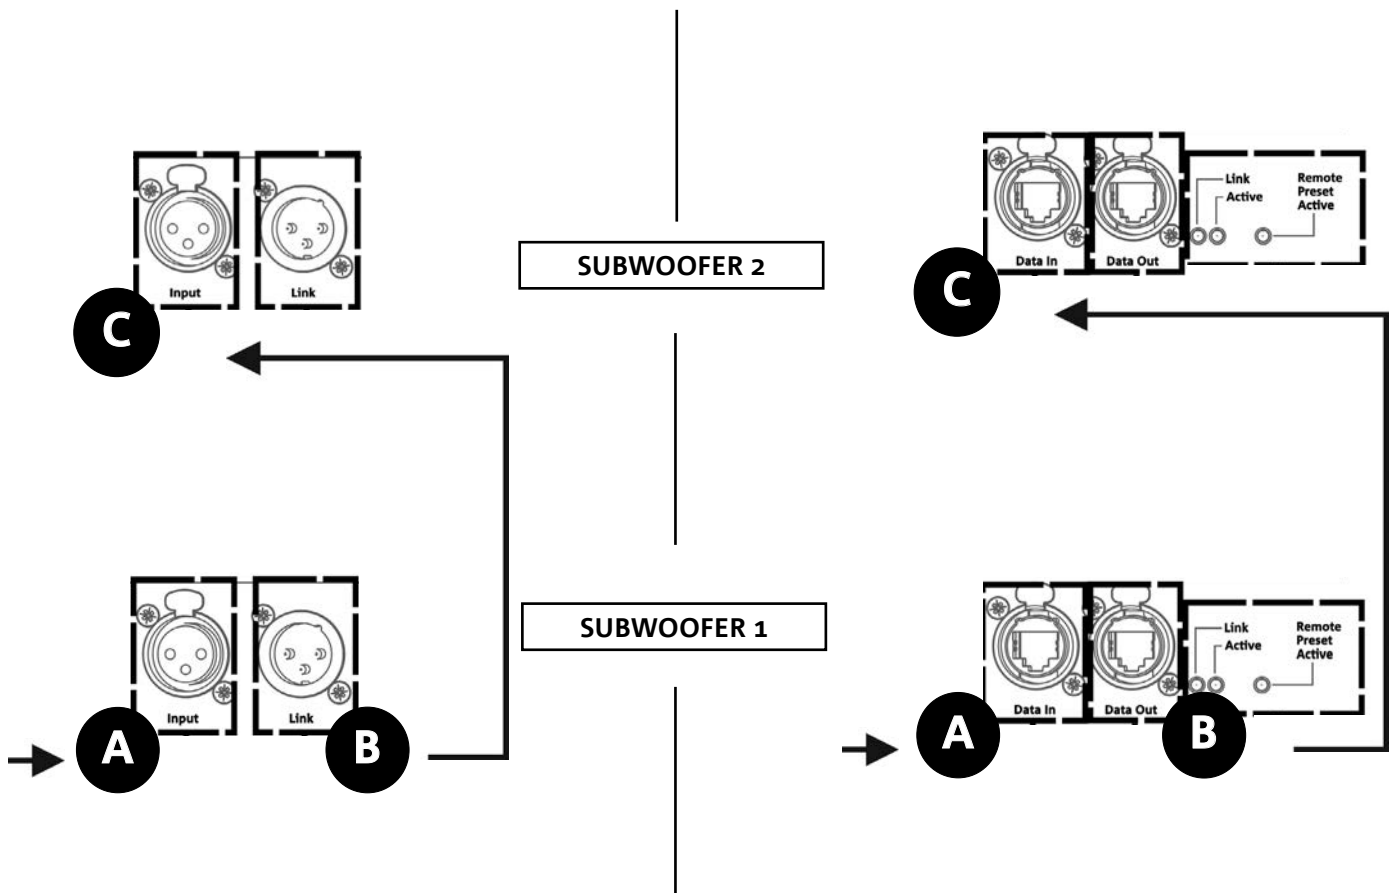 Input
Link
C
SUBWOOFER 2
Data In
Data Out
Link
Active
Remote
Preset
Active
C
Input
Link
A
B
SUBWOOFER 1
Data In
Data Out
Link
Active
Remote
Preset
Active
A
B